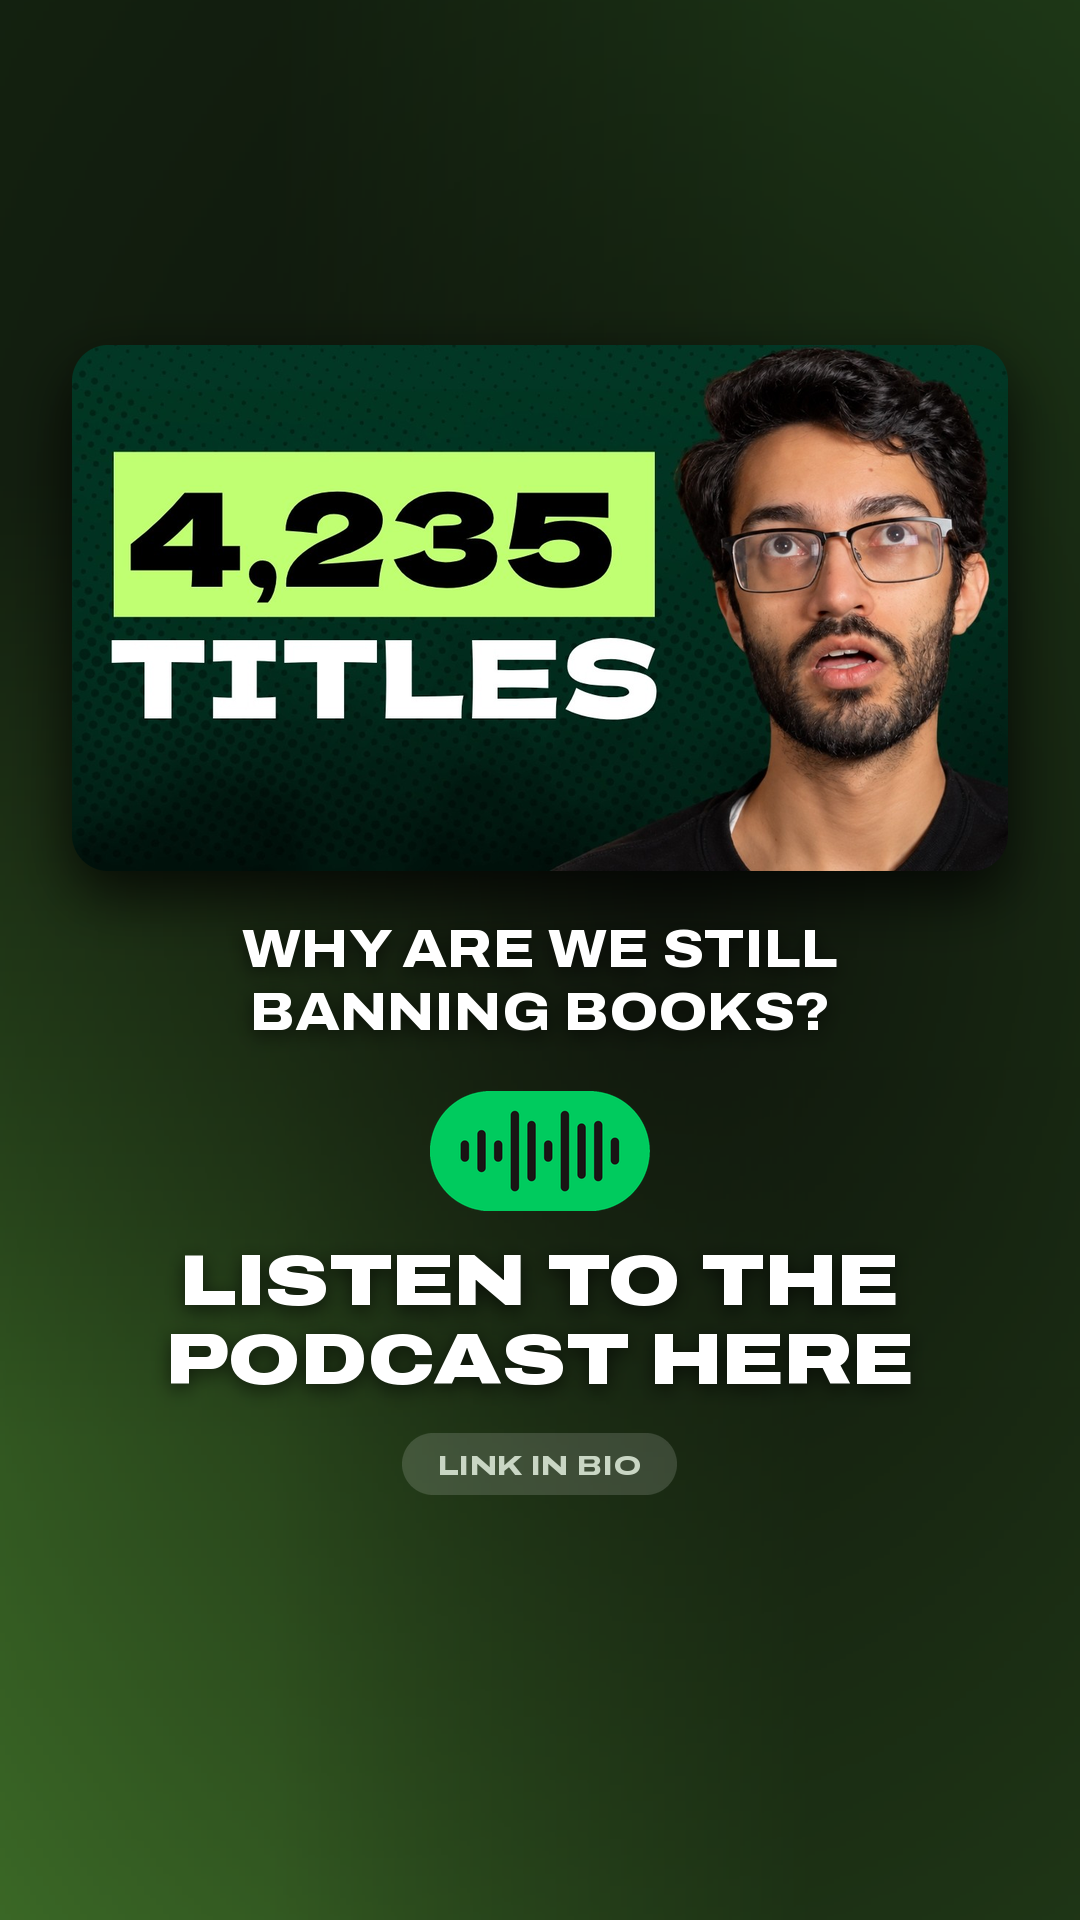 4,235
TITLES
WHY ARE WE STILL
BANNING BOOKS?
LISTEN TO THE
PODCAST HERE
LINK IN BIO